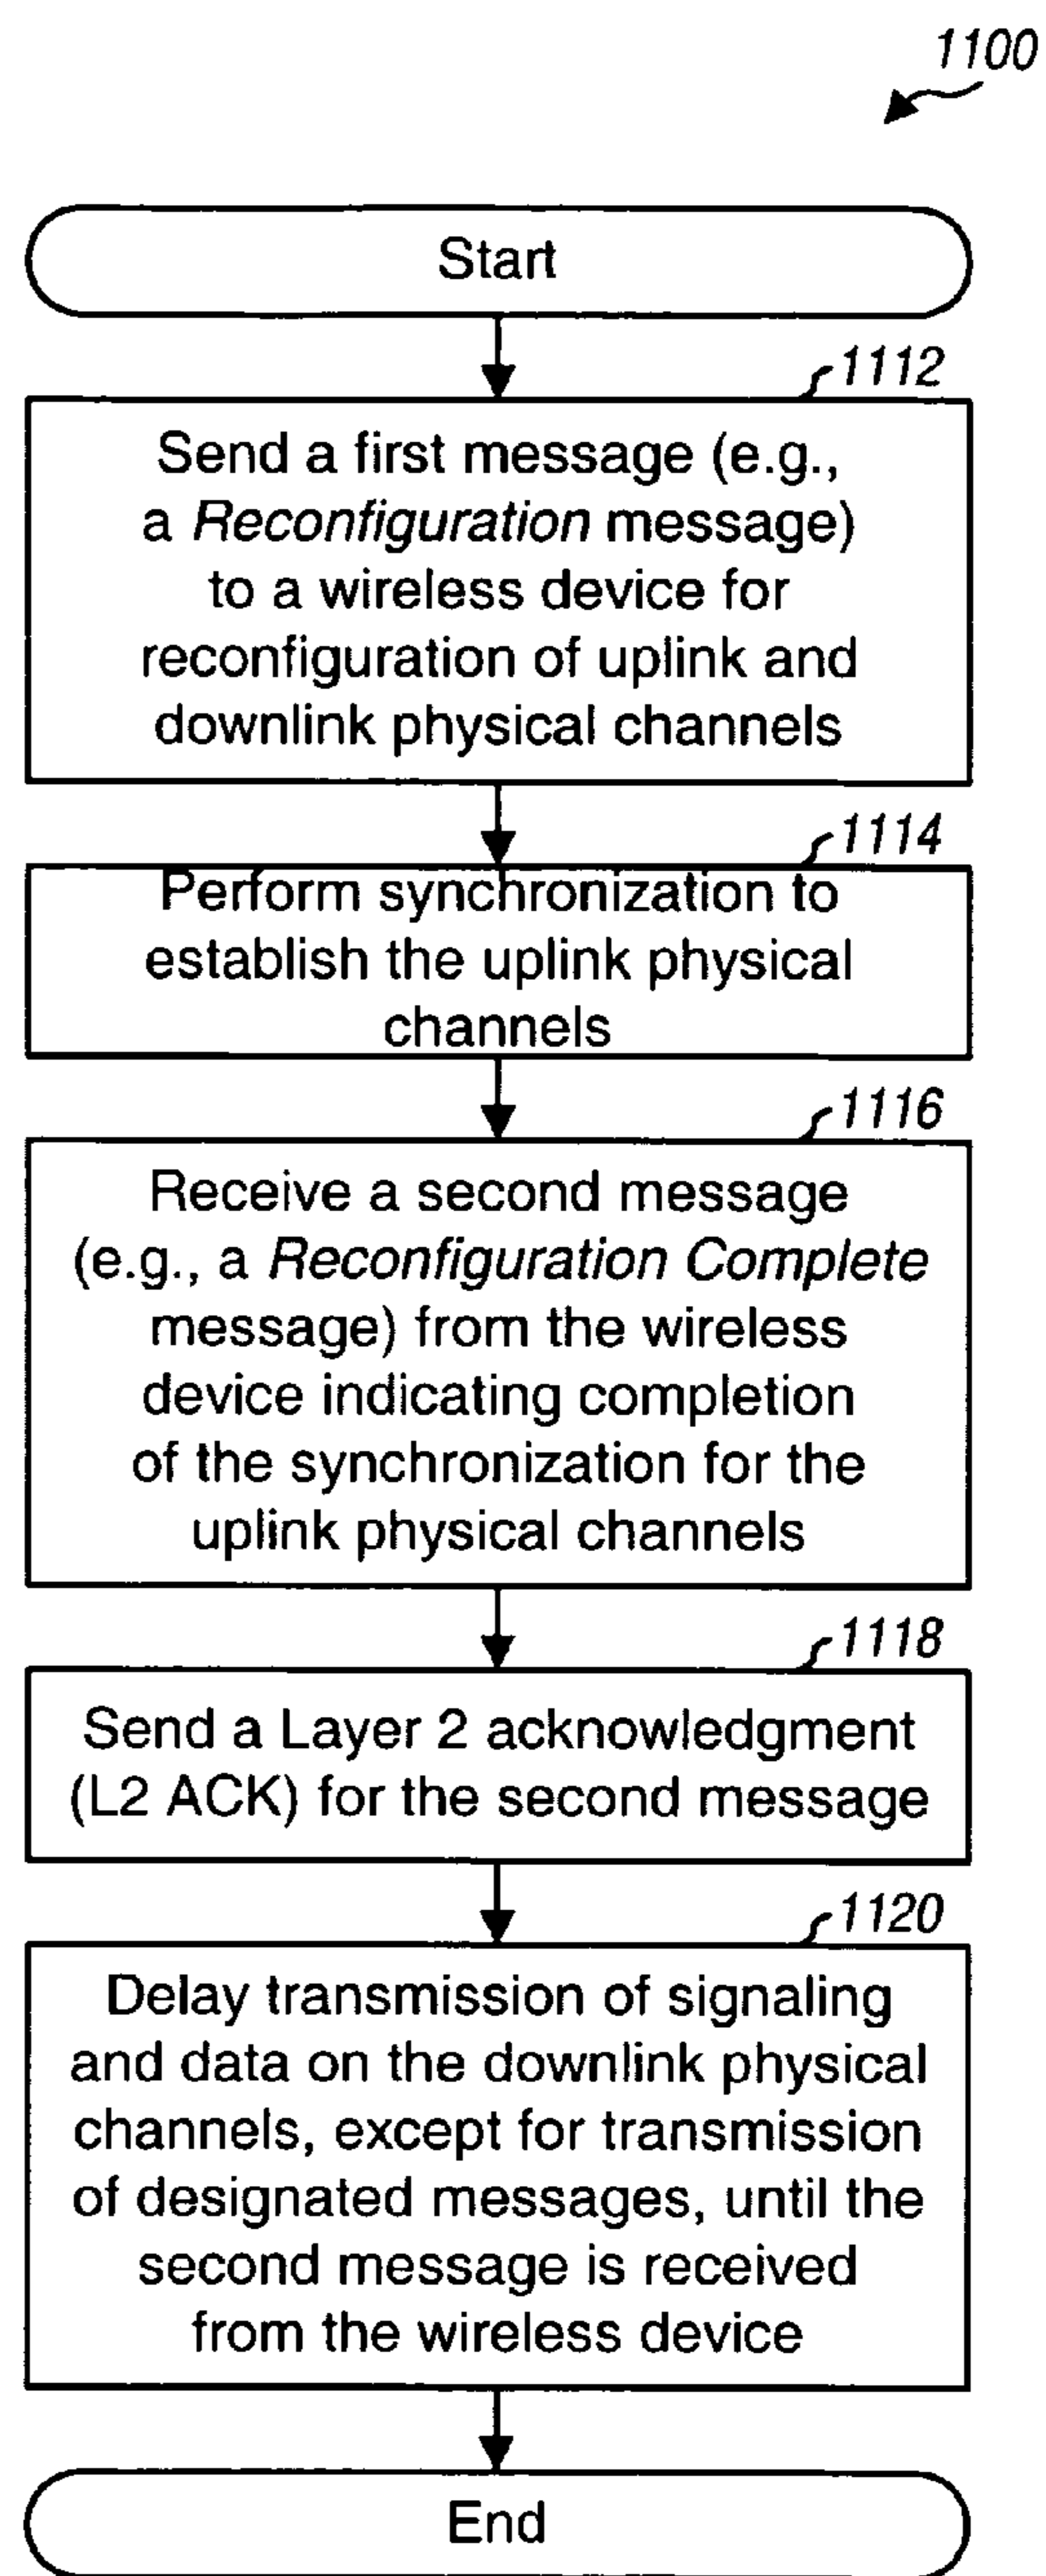 1100
Start
1112
Send a first message (e.g.,
a Reconfiguration message)
to a wireless device for
reconfiguration of uplink and
downlink physical channels
1114
Perform synchronization to
establish the uplink physical
channels
1116
Receive a second message
(e.g., a Reconfiguration Complete
message) from the wireless
device indicating completion
of the synchronization for the
uplink physical channels
1118
Send a Layer 2 acknowledgment
(L2 ACK) for the second message
1120
Delay transmission of signaling
and data on the downlink physical
channels, except for transmission
of designated messages, until the
second message is received
from the wireless device
End